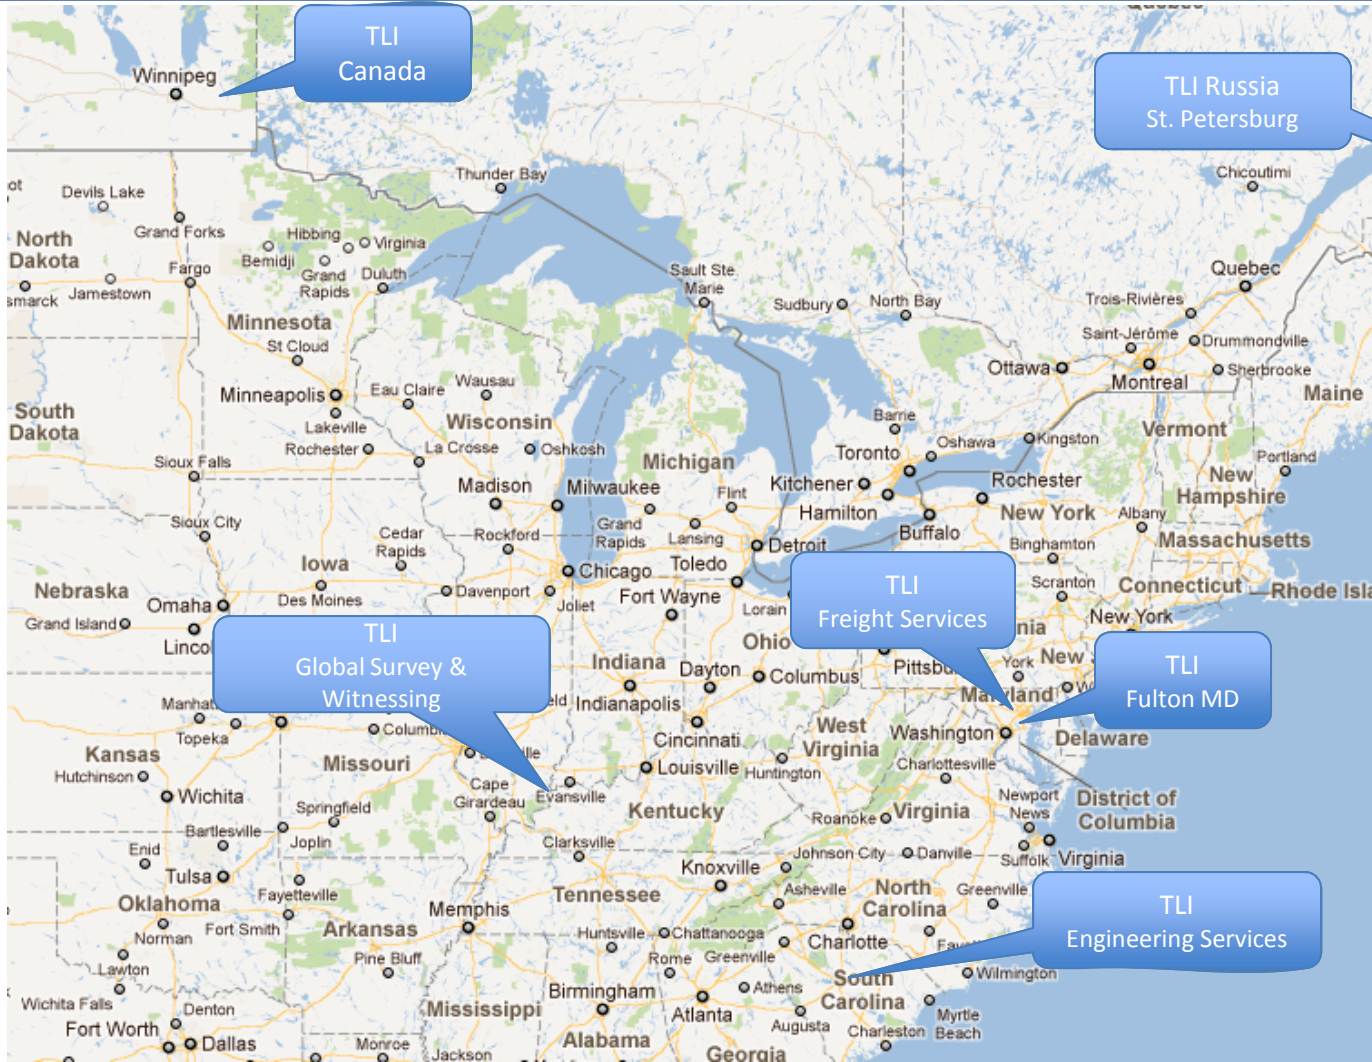 TLI
Canada
Winnipeg
TLI Russia
St. Petersburg
Chicoutimi
Thunder Bay
Devils Lake
Grand Forks
Hibbing
Virginia
Bemidji
North
Dakota
Grand
Rapids
Duluth
Fargo
Jamestown
Sault Ste.
Marie
Sudbury
North Bay
Quebec
Trois-Rivières
Minnesota
St Cloud
Saint-Jérôme
Drummondville
Ottawa
Montreal
Sherbrooke
Minneapolis
Eau Claire
Wausau
Maine
South
Dakota
Lakeville
Wisconsin
Barrie
Vermont
Rochester
La Crosse
Oshkosh
Toronto
Oshawa
Kingston
Portland
Sioux Falls
Michigan
New
Hampshire
Madison
Milwaukee
Flint
Kitchener
Rochester
Hamilton
Sioux City
Grand
Rapids
Lansing
Buffalo
New York
Albany
Cedar
Rapids
Rockford
Detroit
Binghamton
Massachusetts
Iowa
Chicago
Toledo
Scranton
Connecticut
Rhode Isla
Nebraska
Omaha
Des Moines
Davenport
Joliet
Fort Wayne
Lorain
TLI
Freight Services
New York
Grand Island
Linco
TLI
Global Survey &
Witnessing
Ohio
nia
Indiana
Dayton
Columbus
Pittsbu
York
New
TLI
Fulton MD
Indianapolis
Maryland
Manhat
Topeka
Columbi
ville
Cincinnati
West
Virginia
Washington
Delaware
Kansas
Missouri
Louisville
Huntington
Charlottesville
Hutchinson
Cape
Girardeau
Evansville
Wichita
Springfield
Kentucky
Virginia
Newport
News
District of
Columbia
Bartlesville
Joplin
Roanoke
Enid
Clarksville
Johnson City
Danville
Suffolk
Virginia
Tulsa
Fayetteville
Knoxville
Tennessee
Asheville
North
Carolina
Greenville
Oklahoma
Memphis
TLI
Engineering Services
Norman
Fort Smith
Arkansas
Huntsville
Chattanooga
Charlotte
Lawton
Pine Bluff
Rome
Greenville
Wilmington
Wichita Falls
Denton
Mississippi
Birmingham
Athens
South
Carolina
Atlanta
Augusta
Myrtle
Beach
Fort Worth
Dallas
Monroe
Jackson
Alabama
Georgia
Charleston